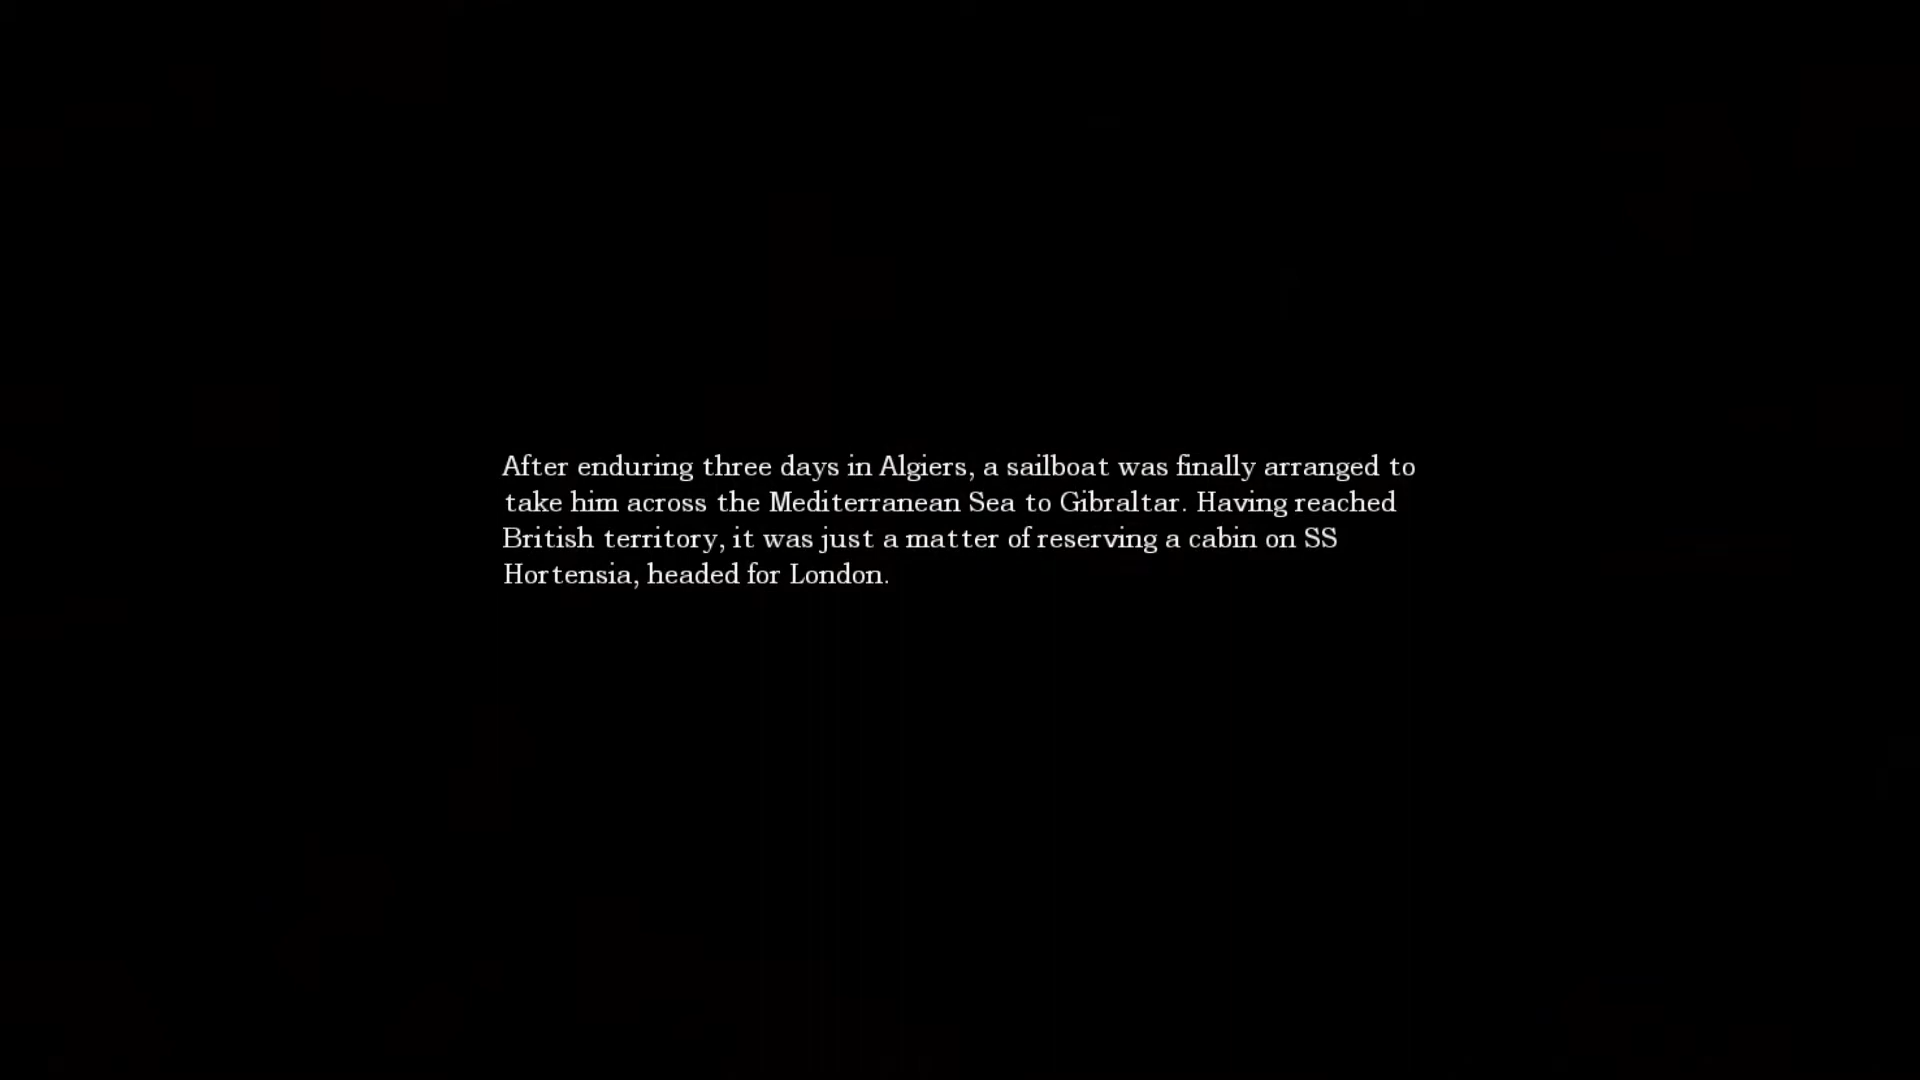 After enduring three days in Algiers, a sailboat was finally arranged to
take him across the Mediterranean Sea to Gibraltar. Having reached
British territory, it was just a matter of reserving a cabin on SS
Hortensia, headed for London.